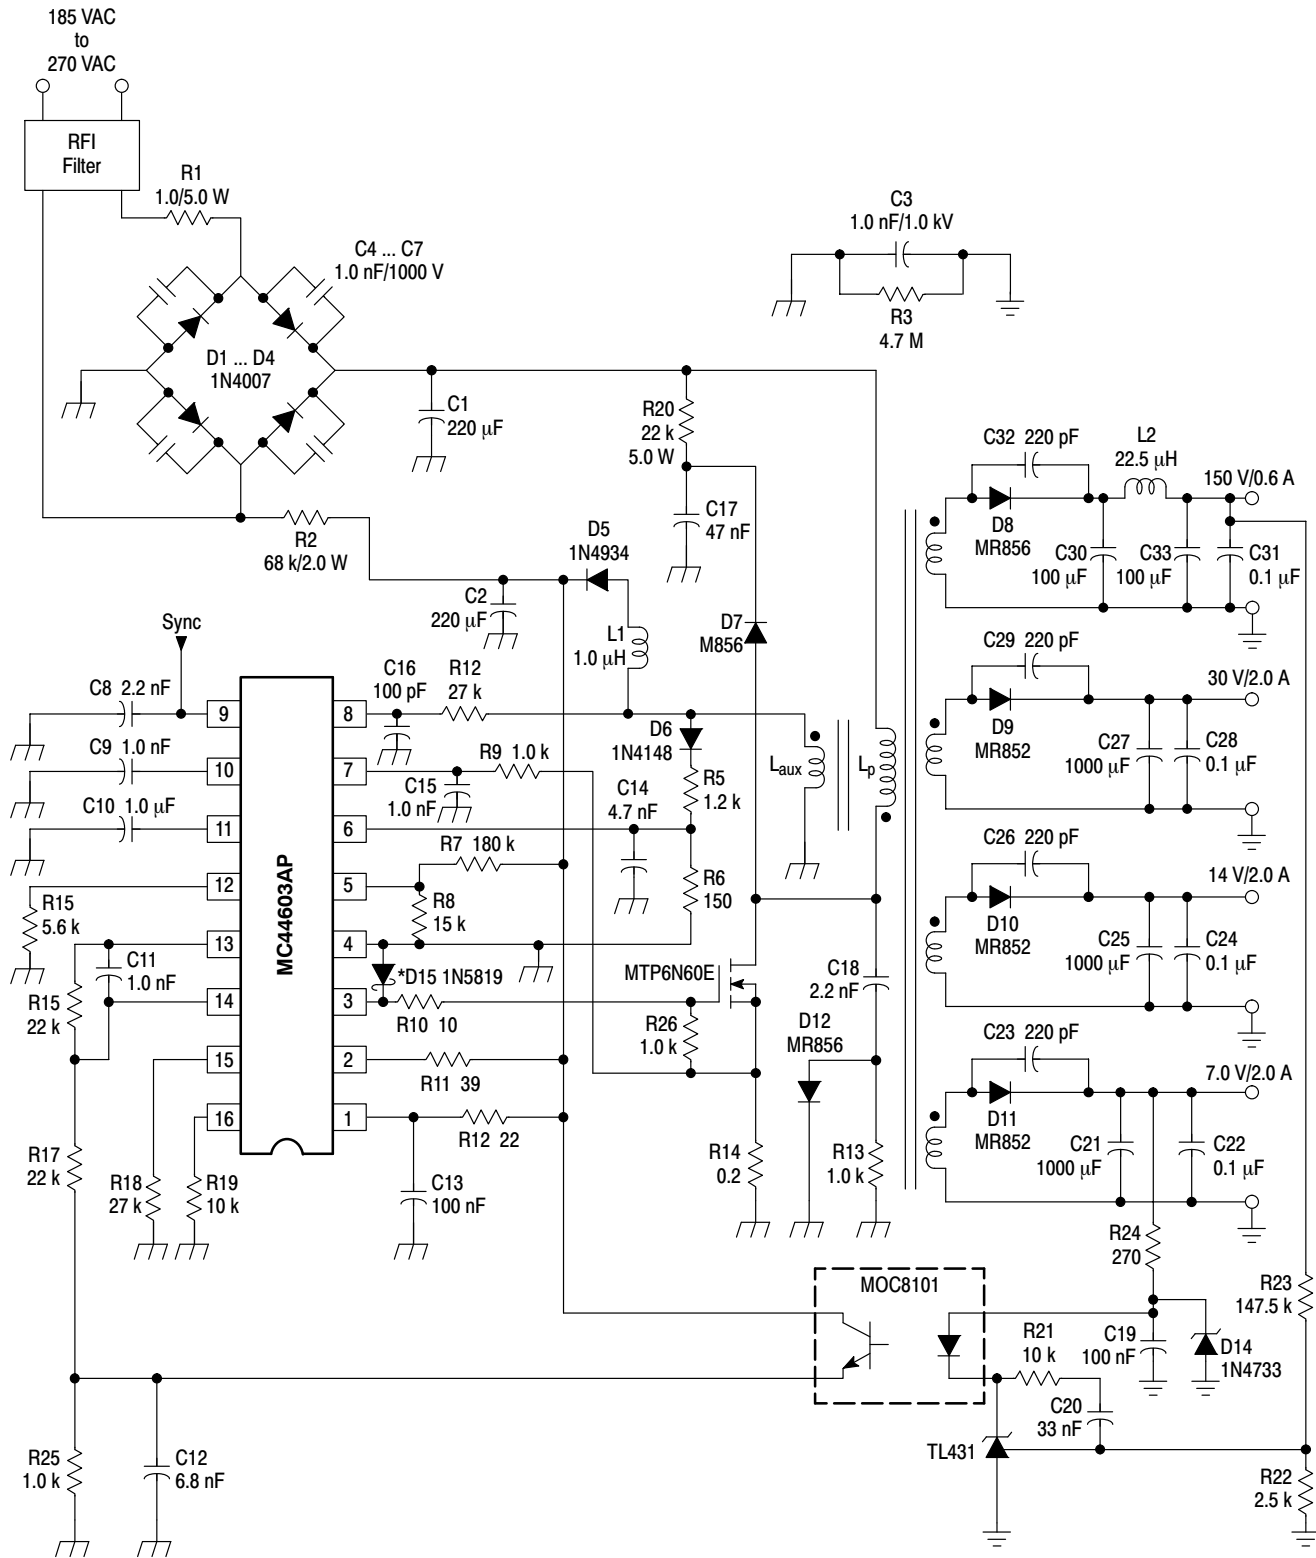 185 VAC
to
270 VAC
RFI
Filter
R1
1.0/5.0 W
C4 ... C7
1.0 nF/1000 V
D1 ... D4
1N4007
C3
1.0 nF/1.0 kV
R3
4.7 M
C1
220 µF
R20
22 k
5.0 W
C17
47 nF
R2
68 k/2.0 W
D5
1N4934
C2
220 µF
L1
1.0 µH
D7
M856
C32 220 pF
L2
22.5 µH
150 V/0.6 A
D8
MR856
C30
100 µF
C33
100 µF
C31
0.1 µF
Sync
C8 2.2 nF
C9 1.0 nF
C10 1.0 µF
R15
5.6 k
C11
1.0 nF
R15
22 k
R17
22 k
R18
27 k
R19
10 k
MC44603AP
9
10
11
12
13
14
15
16
8
7
6
5
4
3
2
1
C16
100 pF
R12
27 k
D6
1N4148
R9 1.0 k
C15
1.0 nF
C14
4.7 nF
R5
1.2 k
R7 180 k
R8
15 k
R6
150
*D15 1N5819
R10 10
R11 39
R12 22
C13
100 nF
Laux
Lp
MTP6N60E
R26
1.0 k
C18
2.2 nF
D12
MR856
R14
0.2
R13
1.0 k
C29 220 pF
30 V/2.0 A
D9
MR852
C27
1000 µF
C28
0.1 µF
C26 220 pF
14 V/2.0 A
D10
MR852
C25
1000 µF
C24
0.1 µF
C23 220 pF
7.0 V/2.0 A
D11
MR852
C21
1000 µF
C22
0.1 µF
R24
270
R23
147.5 k
MOC8101
R21
10 k
C19
100 nF
D14
1N4733
C20
33 nF
TL431
R22
2.5 k
R25
1.0 k
C12
6.8 nF